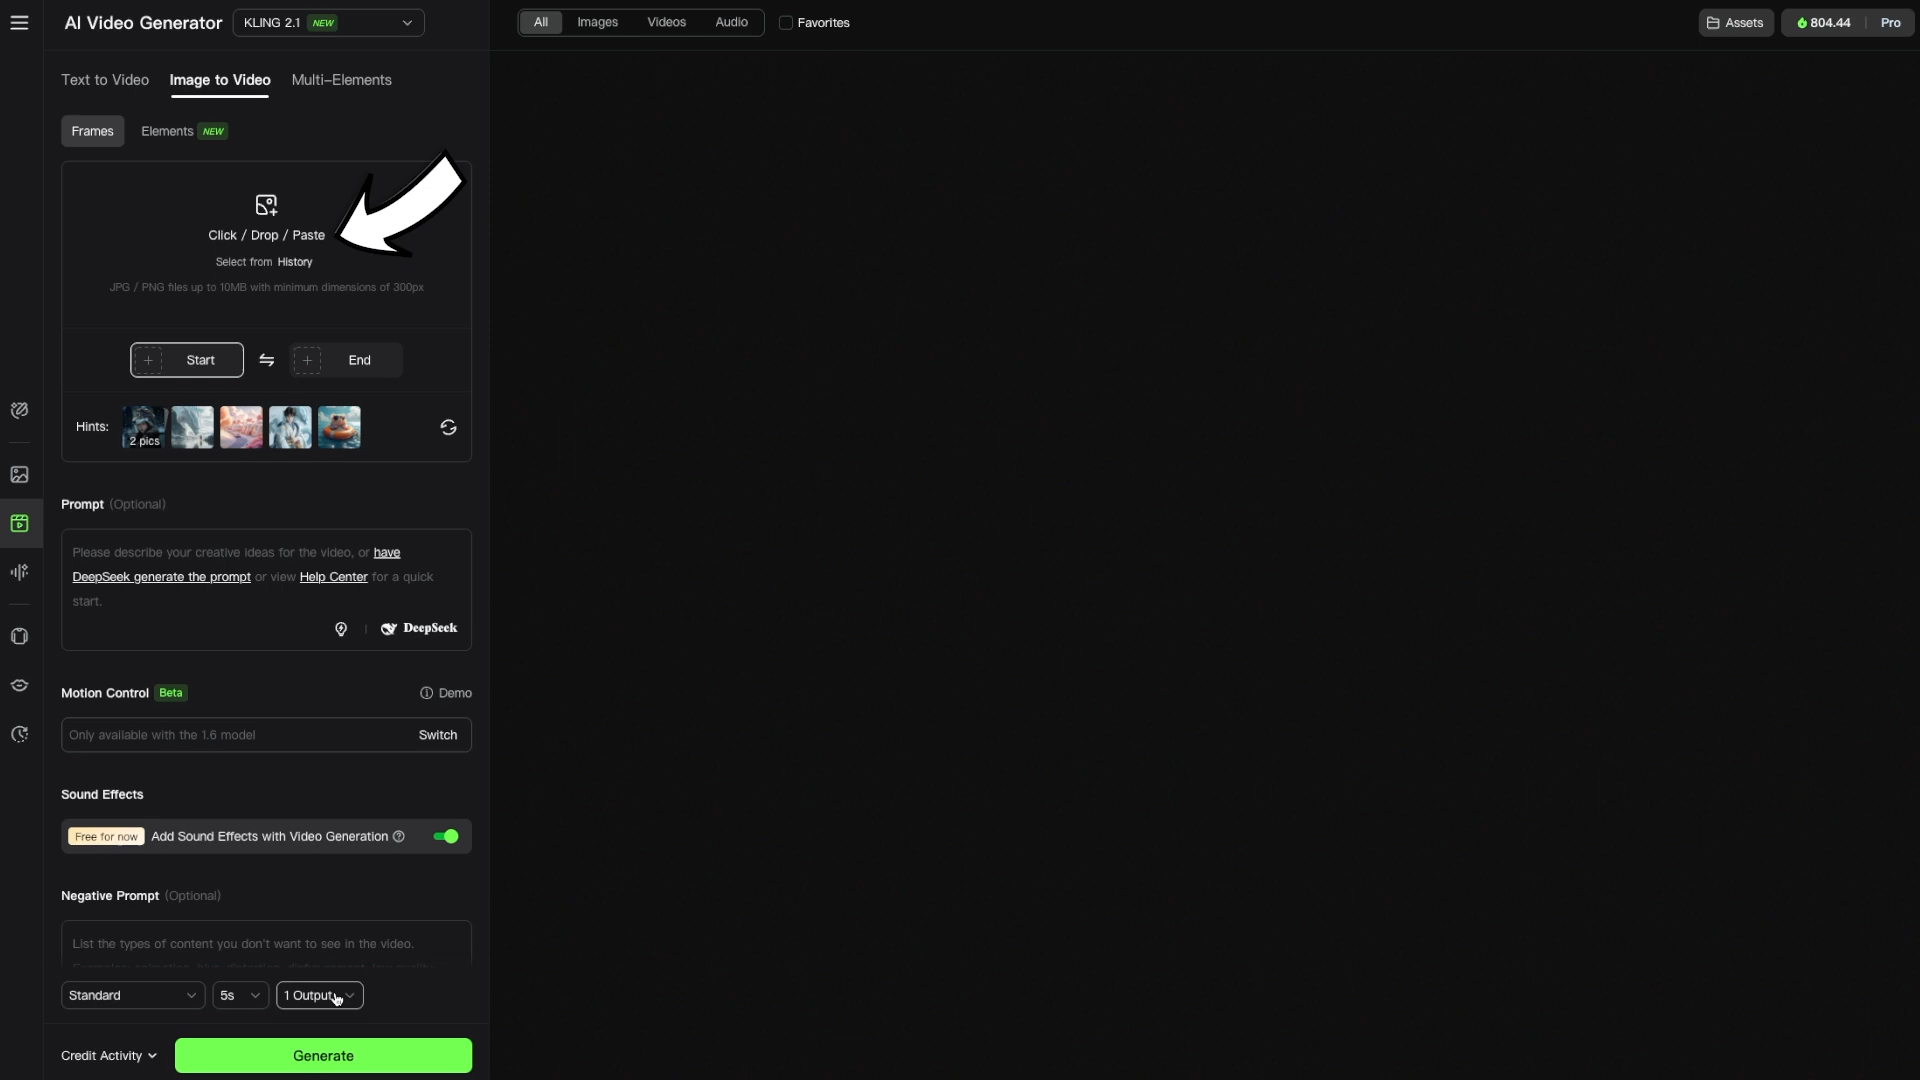 AI Video Generator
KLING 2.1 NEW
All Images Videos Audio Favorites
Assets 804.44 Pro
Text to Video Image to Video Multi-Elements
Frames Elements NEW
Click / Drop / Paste
Select from History
JPG / PNG files up to 10MB with minimum dimensions of 300px
Start End
Hints: 2 pics
Prompt (Optional)
Please describe your creative ideas for the video, or have
DeepSeek generate the prompt or view Help Center for a quick
start.
DeepSeek
Motion Control Beta Demo
Only available with the 1.6 model Switch
Sound Effects
Free for now Add Sound Effects with Video Generation
Negative Prompt (Optional)
List the types of content you don't want to see in the video.
Standard 5s 1 Output
Credit Activity Generate